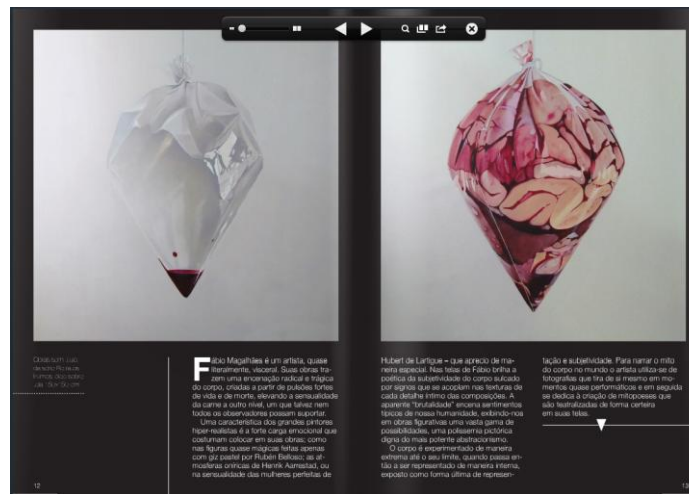 Fábio Magalhães é um artista, quase
literalmente, visceral. Suas obras tra-
zem uma encenação radical e trágica
do corpo, criadas a partir de pulsões fortes
de vida e de morte, elevando a sensualidade
da carne a outro nível, um que talvez nem
todos os observadores possam suportar.
Uma característica dos grandes pintores
hiper-realistas é a forte carga emocional que
costumam colocar em suas obras; como
nas figuras quase mágicas feitas apenas
com giz pastel por Rubén Belloso; as at-
mosferas oníricas de Henrik Aarrestad, ou
na sensualidade das mulheres perfeitas de
12
Hubert de Lartigue – que aprecio de ma-
neira especial. Nas telas de Fábio brilha a
poética da subjetividade do corpo sulcado
por signos que se acoplam nas texturas de
cada detalhe íntimo das composições. A
aparente "brutalidade" encena sentimentos
típicos de nossa humanidade, exibindo-nos
em obras figurativas uma vasta gama de
possibilidades, uma polissemia pictórica
digna do mais potente abstracionismo.
O corpo é experimentado de maneira
extrema até o seu limite, quando passa en-
tão a ser representado de maneira interna,
exposto como forma última de represen-
tação e subjetividade. Para narrar o mito
do corpo no mundo o artista utiliza-se de
fotografias que tira de si mesmo em mo-
mentos quase performáticos e em seguida
se dedica à criação de mitopoeses que
são teatralizadas de forma certeira
em suas telas.
13